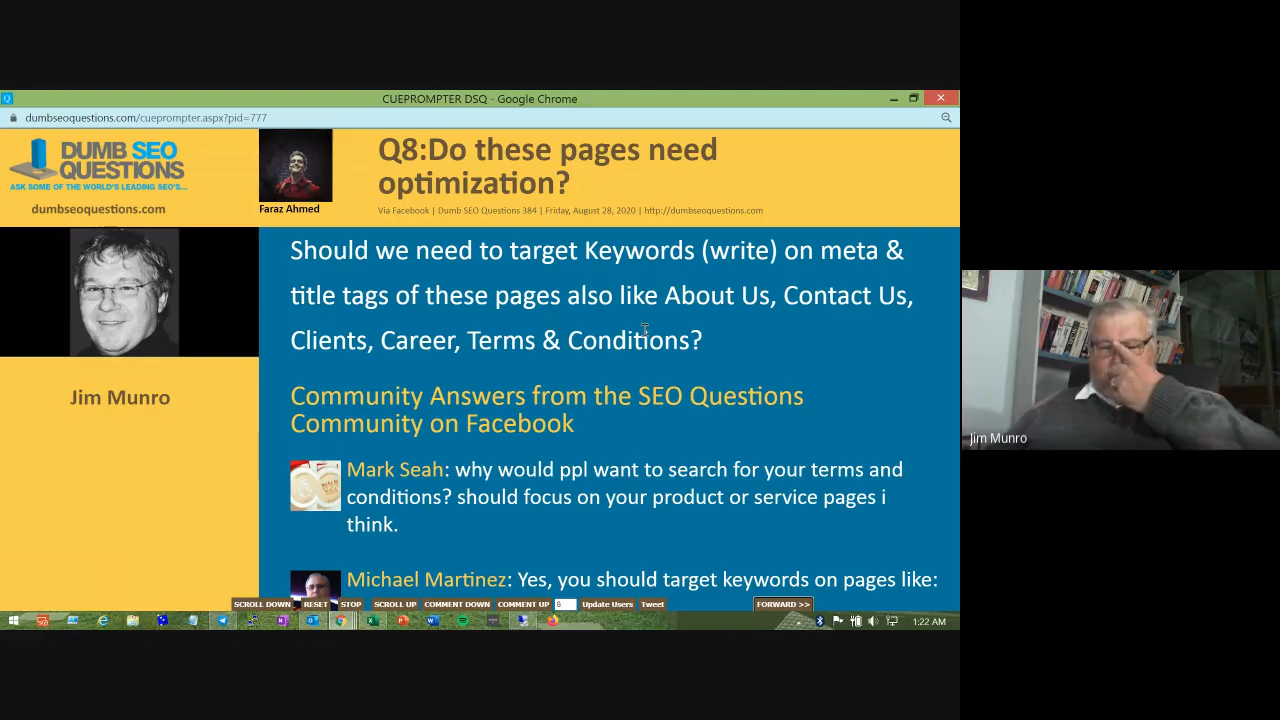 CUEPROMPTER DSQ - Google Chrome
dumbseoquestions.com/cueprompter.aspx?pid=777
DUMB SEO
QUESTIONS
ASK SOME OF THE WORLD'S LEADING SEO'S...
dumbseoquestions.com
Faraz Ahmed
Q8:Do these pages need
optimization?
Via Facebook | Dumb SEO Questions 384 | Friday, August 28, 2020 | http://dumbseoquestions.com
Jim Munro
Should we need to target Keywords (write) on meta &
title tags of these pages also like About Us, Contact Us,
Clients, Career, Terms & Conditions?
Community Answers from the SEO Questions
Community on Facebook
Mark Seah: why would ppl want to search for your terms and
conditions? should focus on your product or service pages i
think.
Michael Martinez: Yes, you should target keywords on pages like:
SCROLL DOWN RESET STOP SCROLL UP COMMENT DOWN COMMENT UP 8 Update Users Tweet FORWARD >>
1:22 AM
Jim Munro